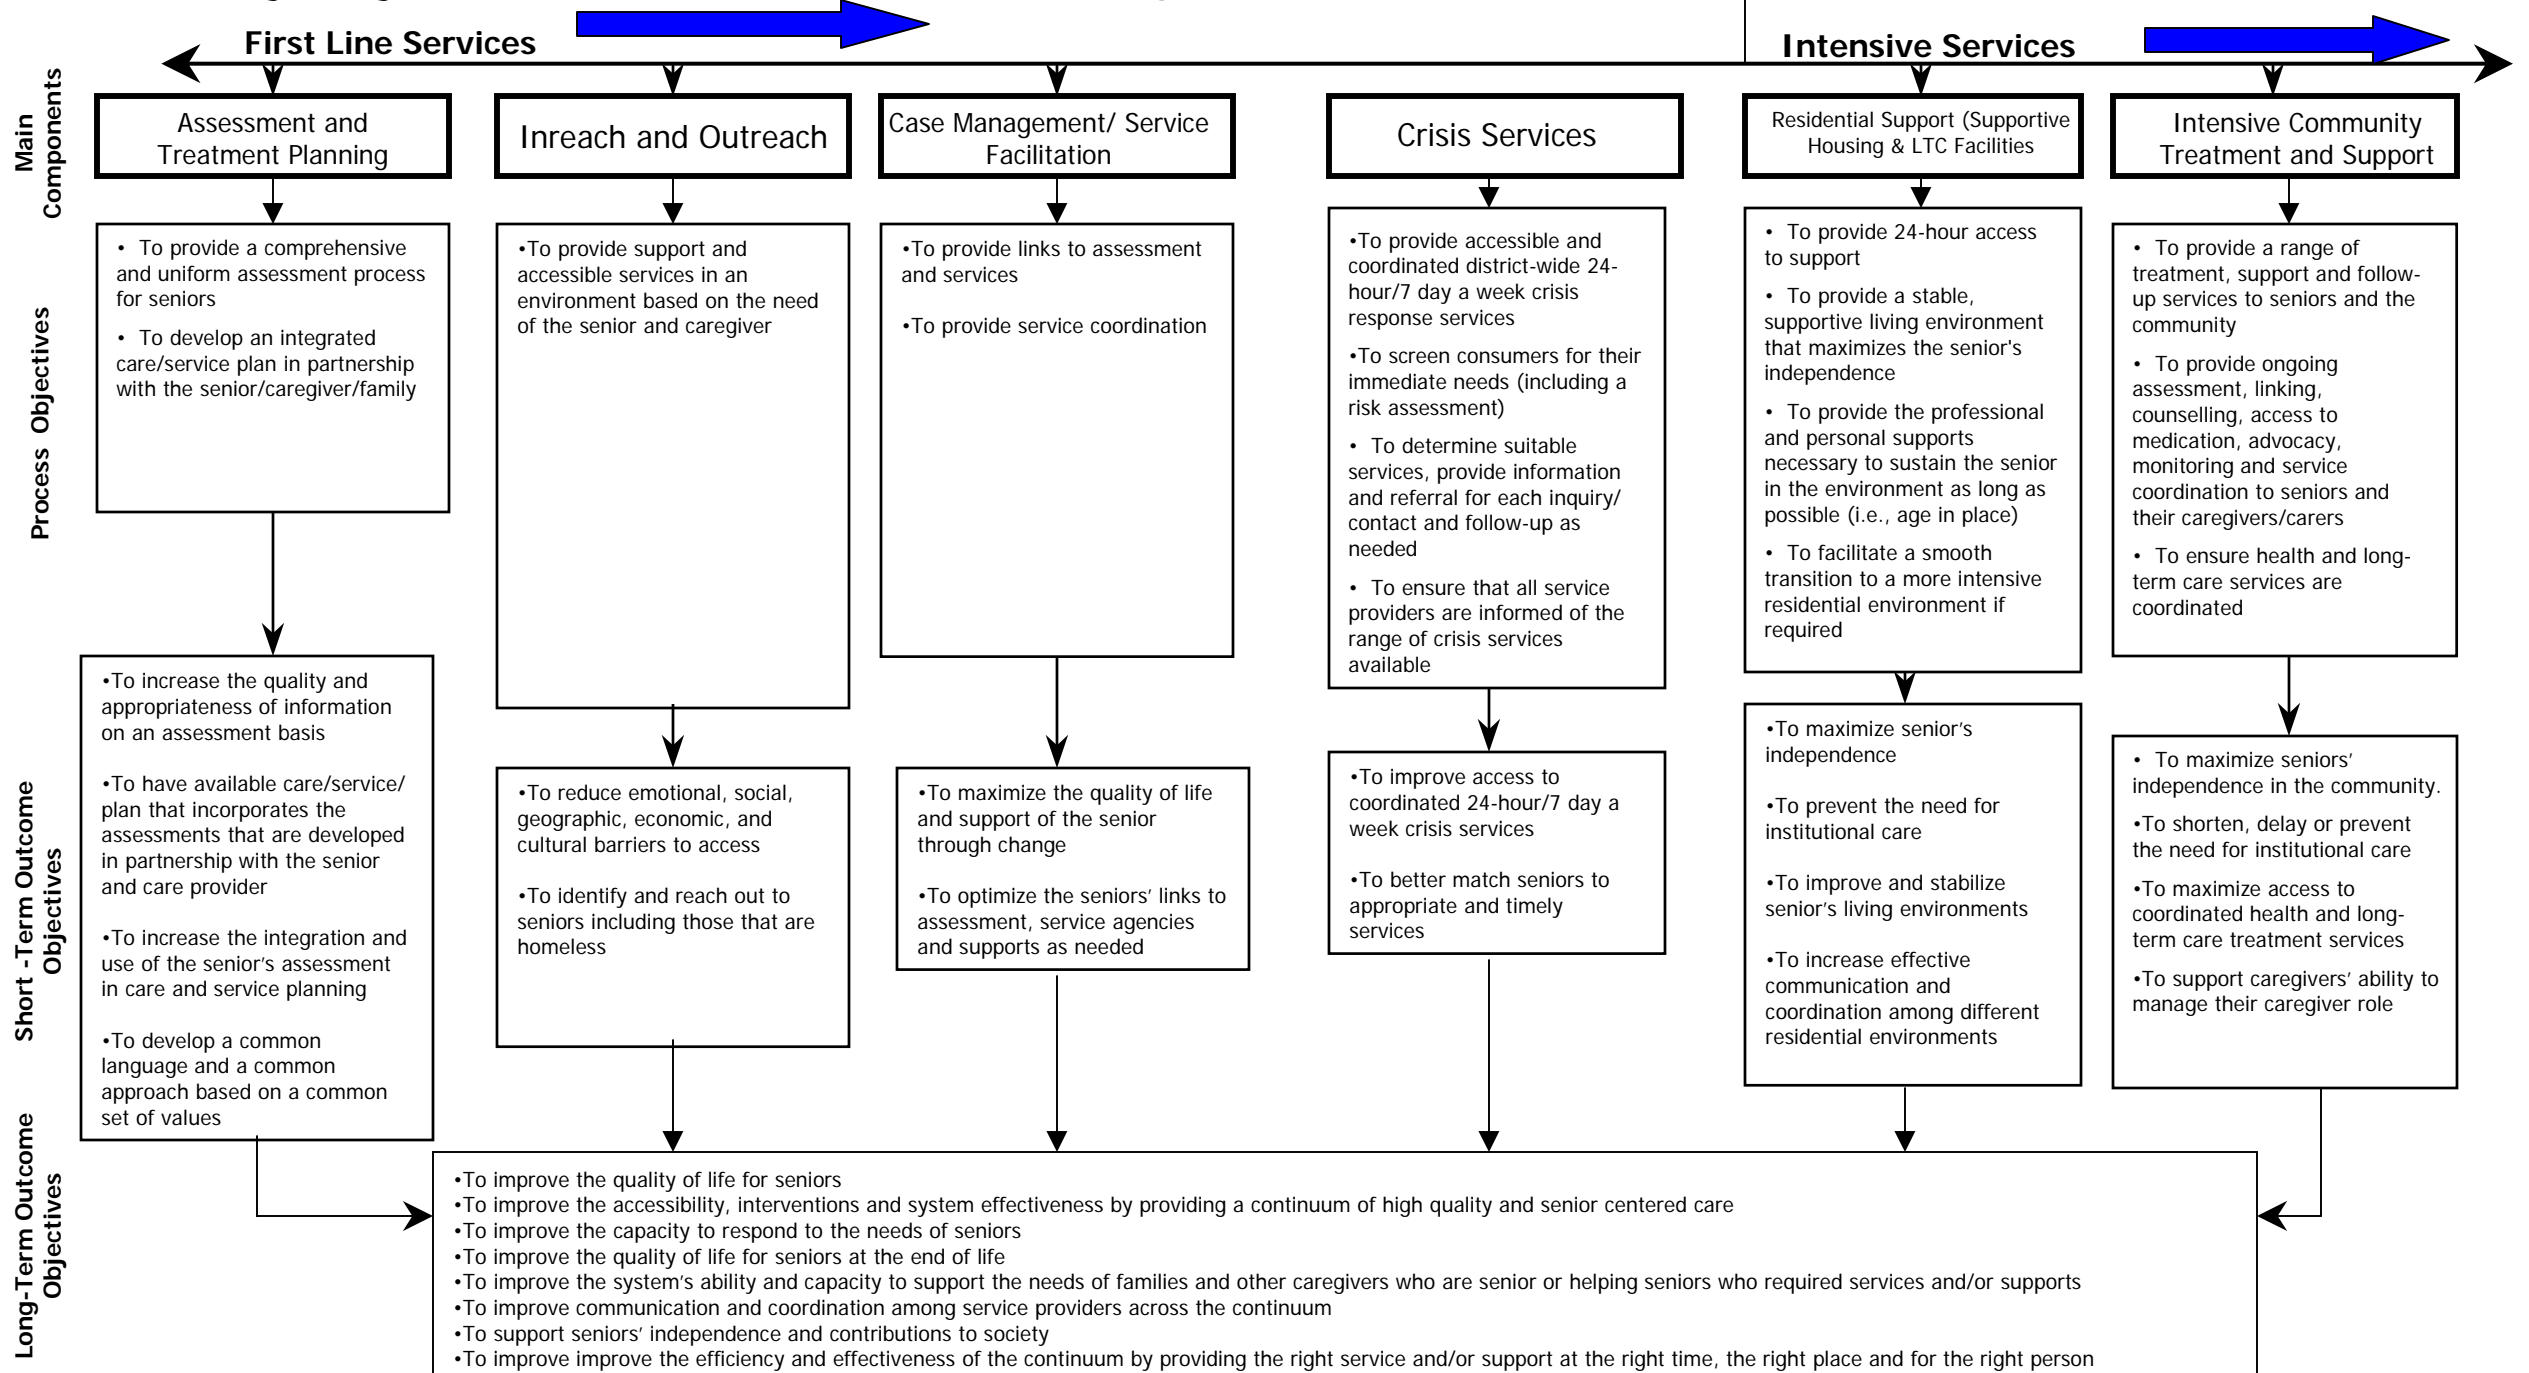 First Line Services
Intensive Services
Main
Components
Assessment and
Treatment Planning
Inreach and Outreach
Case Management/ Service
Facilitation
Crisis Services
Residential Support (Supportive
Housing & LTC Facilities
Intensive Community
Treatment and Support
Process Objectives
• To provide a comprehensive
and uniform assessment process
for seniors
• To develop an integrated
care/service plan in partnership
with the senior/caregiver/family
•To provide support and
accessible services in an
environment based on the need
of the senior and caregiver
•To provide links to assessment
and services
•To provide service coordination
•To provide accessible and
coordinated district-wide 24-
hour/7 day a week crisis
response services
•To screen consumers for their
immediate needs (including a
risk assessment)
• To determine suitable
services, provide information
and referral for each inquiry/
contact and follow-up as
needed
• To ensure that all service
providers are informed of the
range of crisis services
available
• To provide 24-hour access
to support
• To provide a stable,
supportive living environment
that maximizes the senior's
independence
• To provide the professional
and personal supports
necessary to sustain the senior
in the environment as long as
possible (i.e., age in place)
• To facilitate a smooth
transition to a more intensive
residential environment if
required
• To provide a range of
treatment, support and follow-
up services to seniors and the
community
• To provide ongoing
assessment, linking,
counselling, access to
medication, advocacy,
monitoring and service
coordination to seniors and
their caregivers/carers
• To ensure health and long-
term care services are
coordinated
Short -Term Outcome
Objectives
•To increase the quality and
appropriateness of information
on an assessment basis
•To have available care/service/
plan that incorporates the
assessments that are developed
in partnership with the senior
and care provider
•To increase the integration and
use of the senior's assessment
in care and service planning
•To develop a common
language and a common
approach based on a common
set of values
•To reduce emotional, social,
geographic, economic, and
cultural barriers to access
•To identify and reach out to
seniors including those that are
homeless
•To maximize the quality of life
and support of the senior
through change
•To optimize the seniors' links to
assessment, service agencies
and supports as needed
•To improve access to
coordinated 24-hour/7 day a
week crisis services
•To better match seniors to
appropriate and timely
services
•To maximize senior's
independence
•To prevent the need for
institutional care
•To improve and stabilize
senior's living environments
•To increase effective
communication and
coordination among different
residential environments
• To maximize seniors'
independence in the community.
•To shorten, delay or prevent
the need for institutional care
•To maximize access to
coordinated health and long-
term care treatment services
•To support caregivers' ability to
manage their caregiver role
Long-Term Outcome
Objectives
•To improve the quality of life for seniors
•To improve the accessibility, interventions and system effectiveness by providing a continuum of high quality and senior centered care
•To improve the capacity to respond to the needs of seniors
•To improve the quality of life for seniors at the end of life
•To improve the system's ability and capacity to support the needs of families and other caregivers who are senior or helping seniors who required services and/or supports
•To improve communication and coordination among service providers across the continuum
•To support seniors' independence and contributions to society
•To improve improve the efficiency and effectiveness of the continuum by providing the right service and/or support at the right time, the right place and for the right person